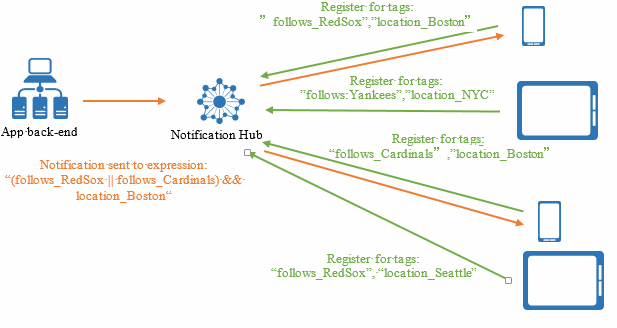 Register for tags:
”follows_RedSox”,”location_Boston”
Register for tags:
”follows:Yankees”,”location_NYC”
App back-end
Notification Hub
Register for tags:
“follows_Cardinals” ,”location_Boston”
Notification sent to expression:
“(follows_RedSox || follows_Cardinals) &&
location_Boston“
Register for tags:
“follows_RedSox”, “location_Seattle”